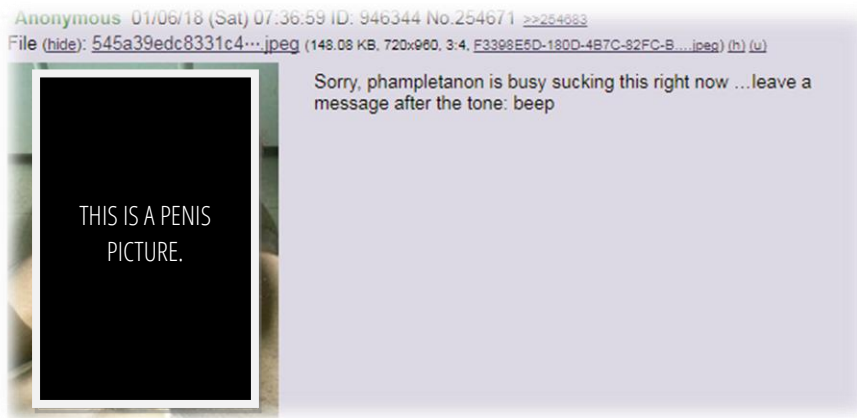 Anonymous 01/06/18 (Sat) 07:36:59 ID: 946344 No.254671 >>254683
File (hide): 545a39edc8331c4⋯.jpeg (148.08 KB, 720x960, 3:4, F3398E5D-180D-4B7C-82FC-B….jpeg) (h) (u)
Sorry, phampletanon is busy sucking this right now …leave a
message after the tone: beep
THIS IS A PENIS
PICTURE.